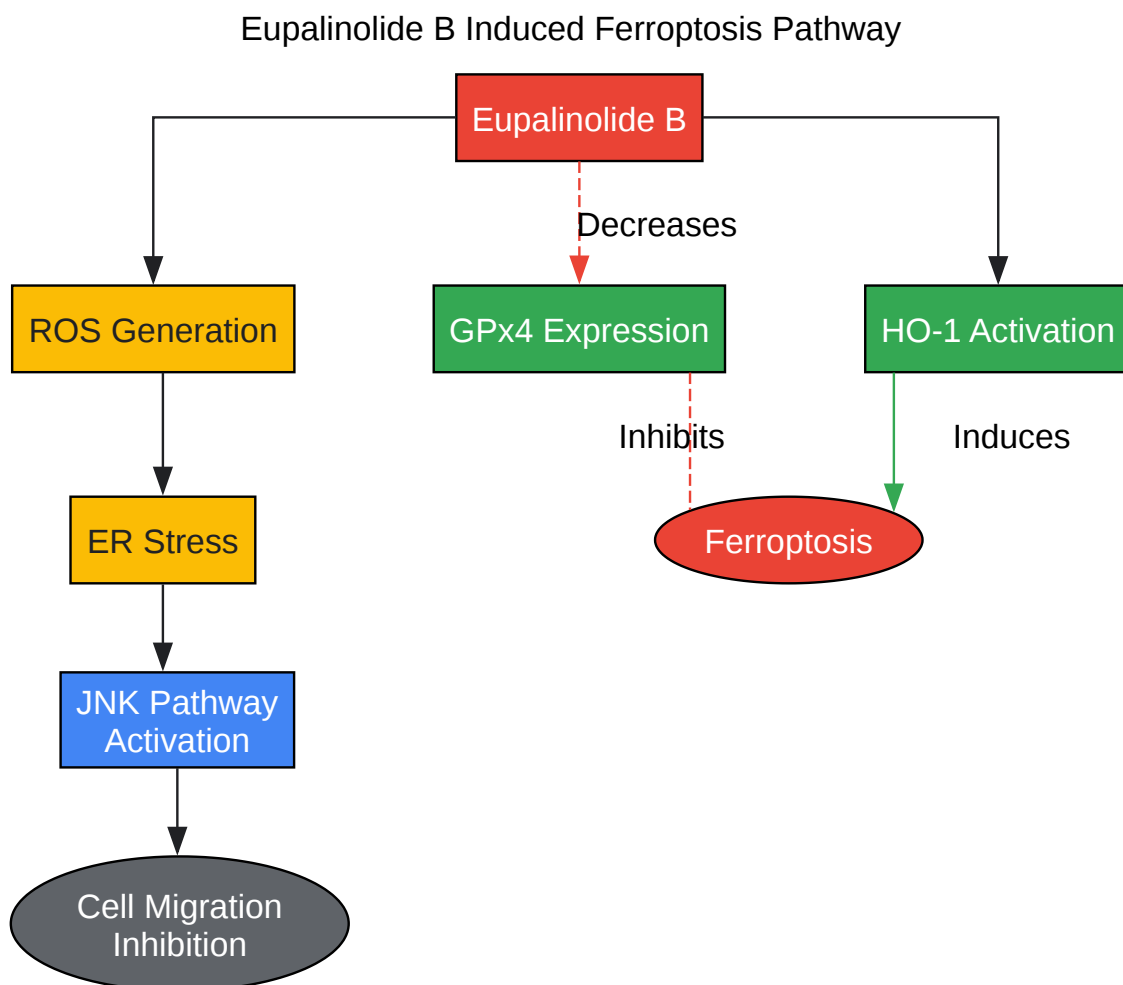 Eupalinolide B Induced Ferroptosis Pathway
Eupalinolide B
Decreases
ROS Generation
GPx4 Expression
HO-1 Activation
Inhibits
Induces
ER Stress
Ferroptosis
JNK Pathway
Activation
Cell Migration
Inhibition